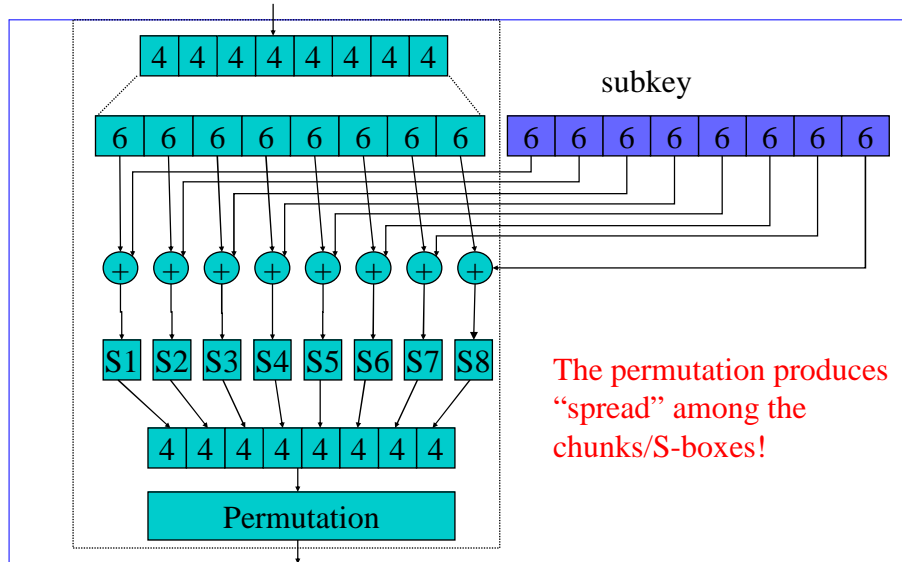 4 4 4 4 4 4 4 4
subkey
6 6 6 6 6 6 6 6 6 6 6 6 6 6 6 6
+ + + + + + + +
S1 S2 S3 S4 S5 S6 S7 S8
The permutation produces
“spread” among the
chunks/S-boxes!
4 4 4 4 4 4 4 4
Permutation